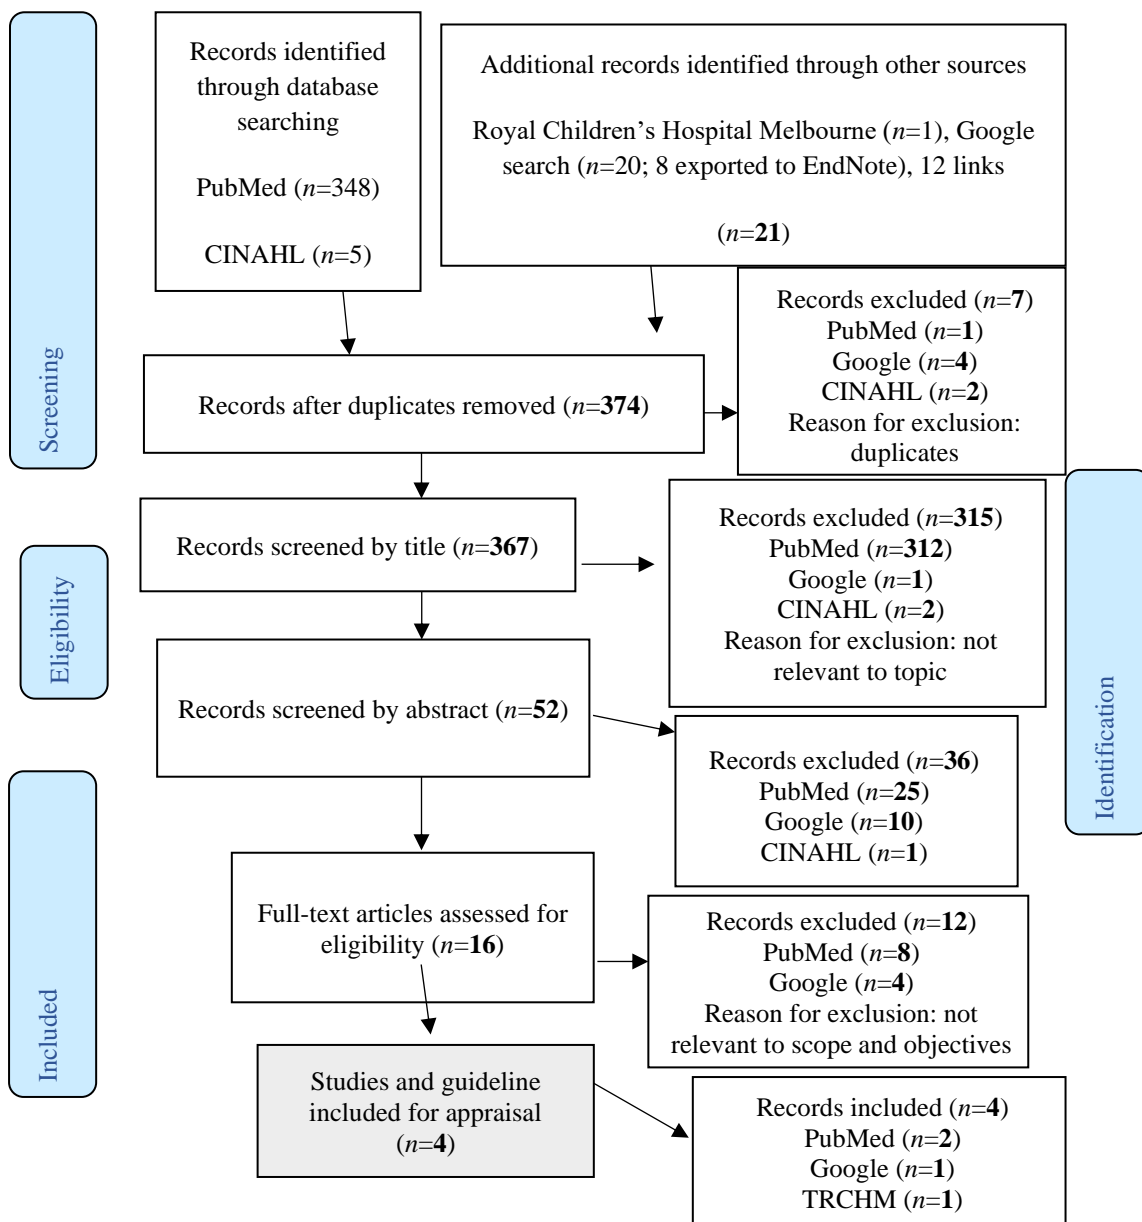 Records identified
through database
searching
PubMed (n=348)
CINAHL (n=5)
Additional records identified through other sources
Royal Children’s Hospital Melbourne (n=1), Google
search (n=20; 8 exported to EndNote), 12 links
(n=21)
Screening
Records after duplicates removed (n=374)
Records excluded (n=7)
PubMed (n=1)
Google (n=4)
CINAHL (n=2)
Reason for exclusion:
duplicates
Records screened by title (n=367)
Records excluded (n=315)
PubMed (n=312)
Google (n=1)
CINAHL (n=2)
Reason for exclusion: not
relevant to topic
Identification
Eligibility
Records screened by abstract (n=52)
Records excluded (n=36)
PubMed (n=25)
Google (n=10)
CINAHL (n=1)
Included
Full-text articles assessed for
eligibility (n=16)
Records excluded (n=12)
PubMed (n=8)
Google (n=4)
Reason for exclusion: not
relevant to scope and objectives
Studies and guideline
included for appraisal
(n=4)
Records included (n=4)
PubMed (n=2)
Google (n=1)
TRCHM (n=1)